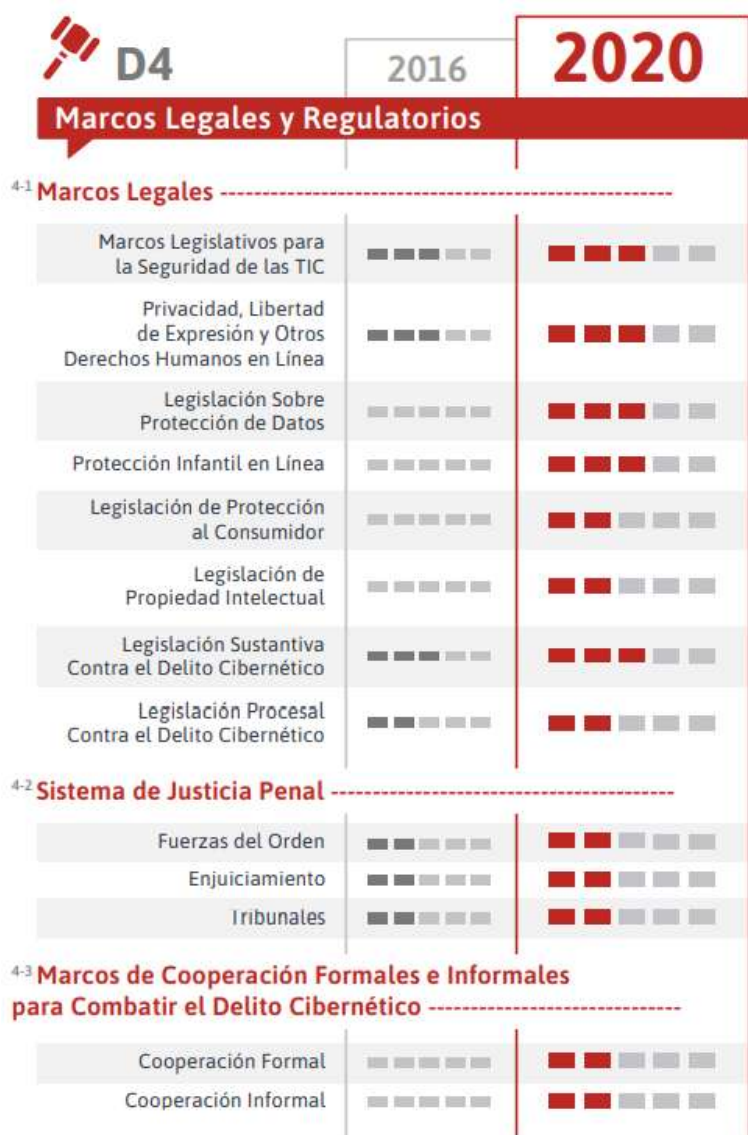 D4
2016
2020
Marcos Legales y Regulatorios
4-1 Marcos Legales
Marcos Legislativos para
la Seguridad de las TIC
Privacidad, Libertad
de Expresión y Otros
Derechos Humanos en Línea
Legislación Sobre
Protección de Datos
Protección Infantil en Línea
Legislación de Protección
al Consumidor
Legislación de
Propiedad Intelectual
Legislación Sustantiva
Contra el Delito Cibernético
Legislación Procesal
Contra el Delito Cibernético
4-2 Sistema de Justicia Penal
Fuerzas del Orden
Enjuiciamiento
Tribunales
4-3 Marcos de Cooperación Formales e Informales
para Combatir el Delito Cibernético
Cooperación Formal
Cooperación Informal